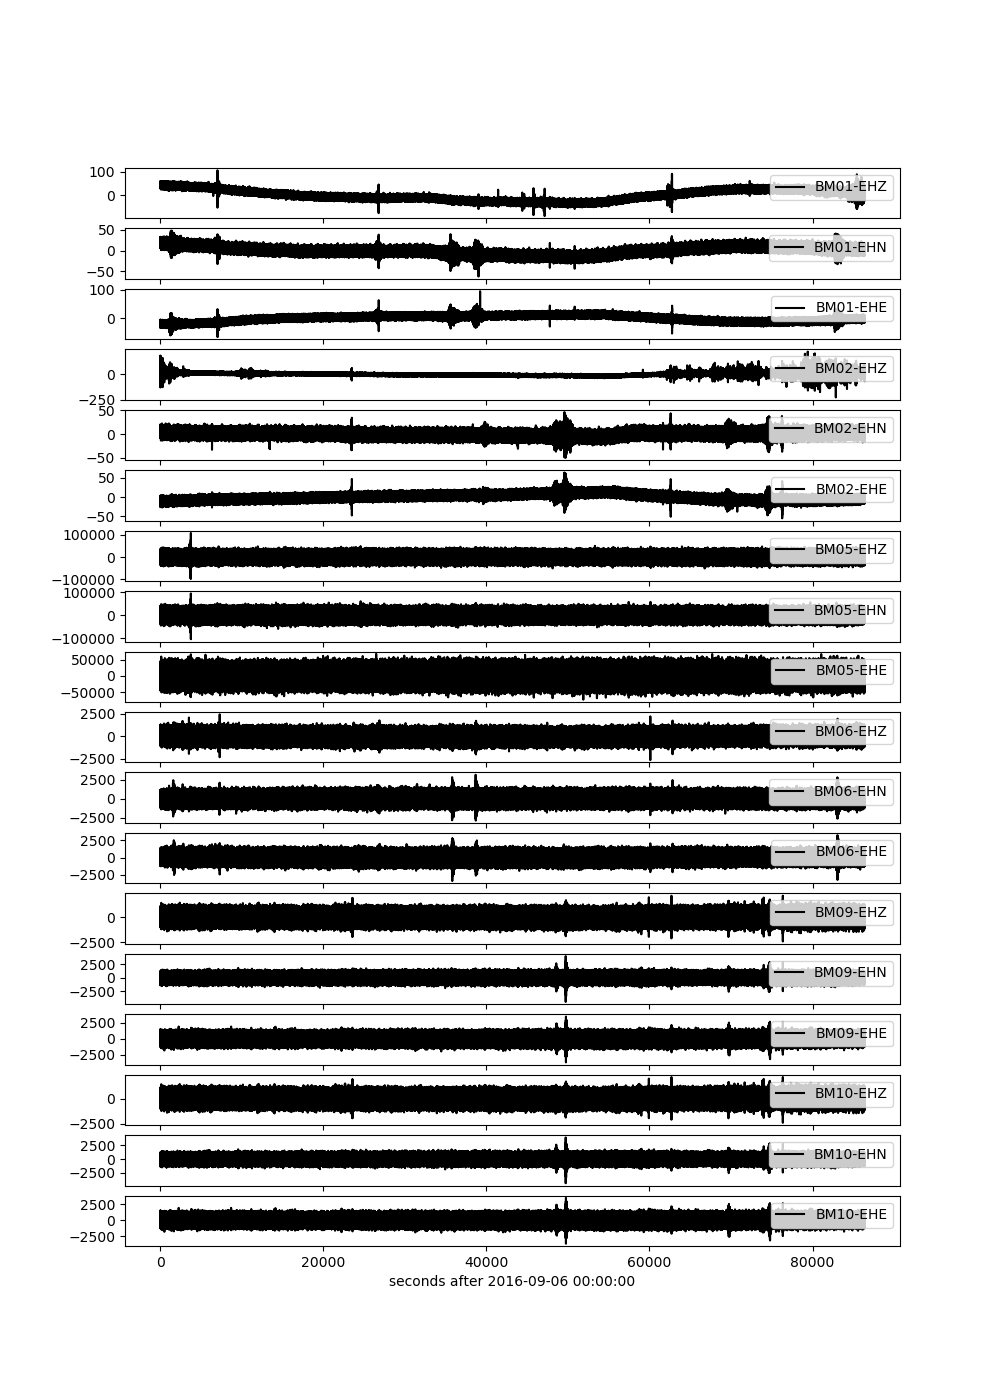 100
0
BM01-EHZ
50
0
−50
BM01-EHN
100
0
BM01-EHE
0
−250
BM02-EHZ
50
0
−50
BM02-EHN
50
0
−50
BM02-EHE
100000
0
−100000
BM05-EHZ
100000
0
−100000
BM05-EHN
50000
0
−50000
BM05-EHE
2500
0
−2500
BM06-EHZ
2500
0
−2500
BM06-EHN
2500
0
−2500
BM06-EHE
0
−2500
BM09-EHZ
2500
0
−2500
BM09-EHN
2500
0
−2500
BM09-EHE
0
−2500
BM10-EHZ
2500
0
−2500
BM10-EHN
2500
0
−2500
BM10-EHE
0 20000 40000 60000 80000
seconds after 2016-09-06 00:00:00